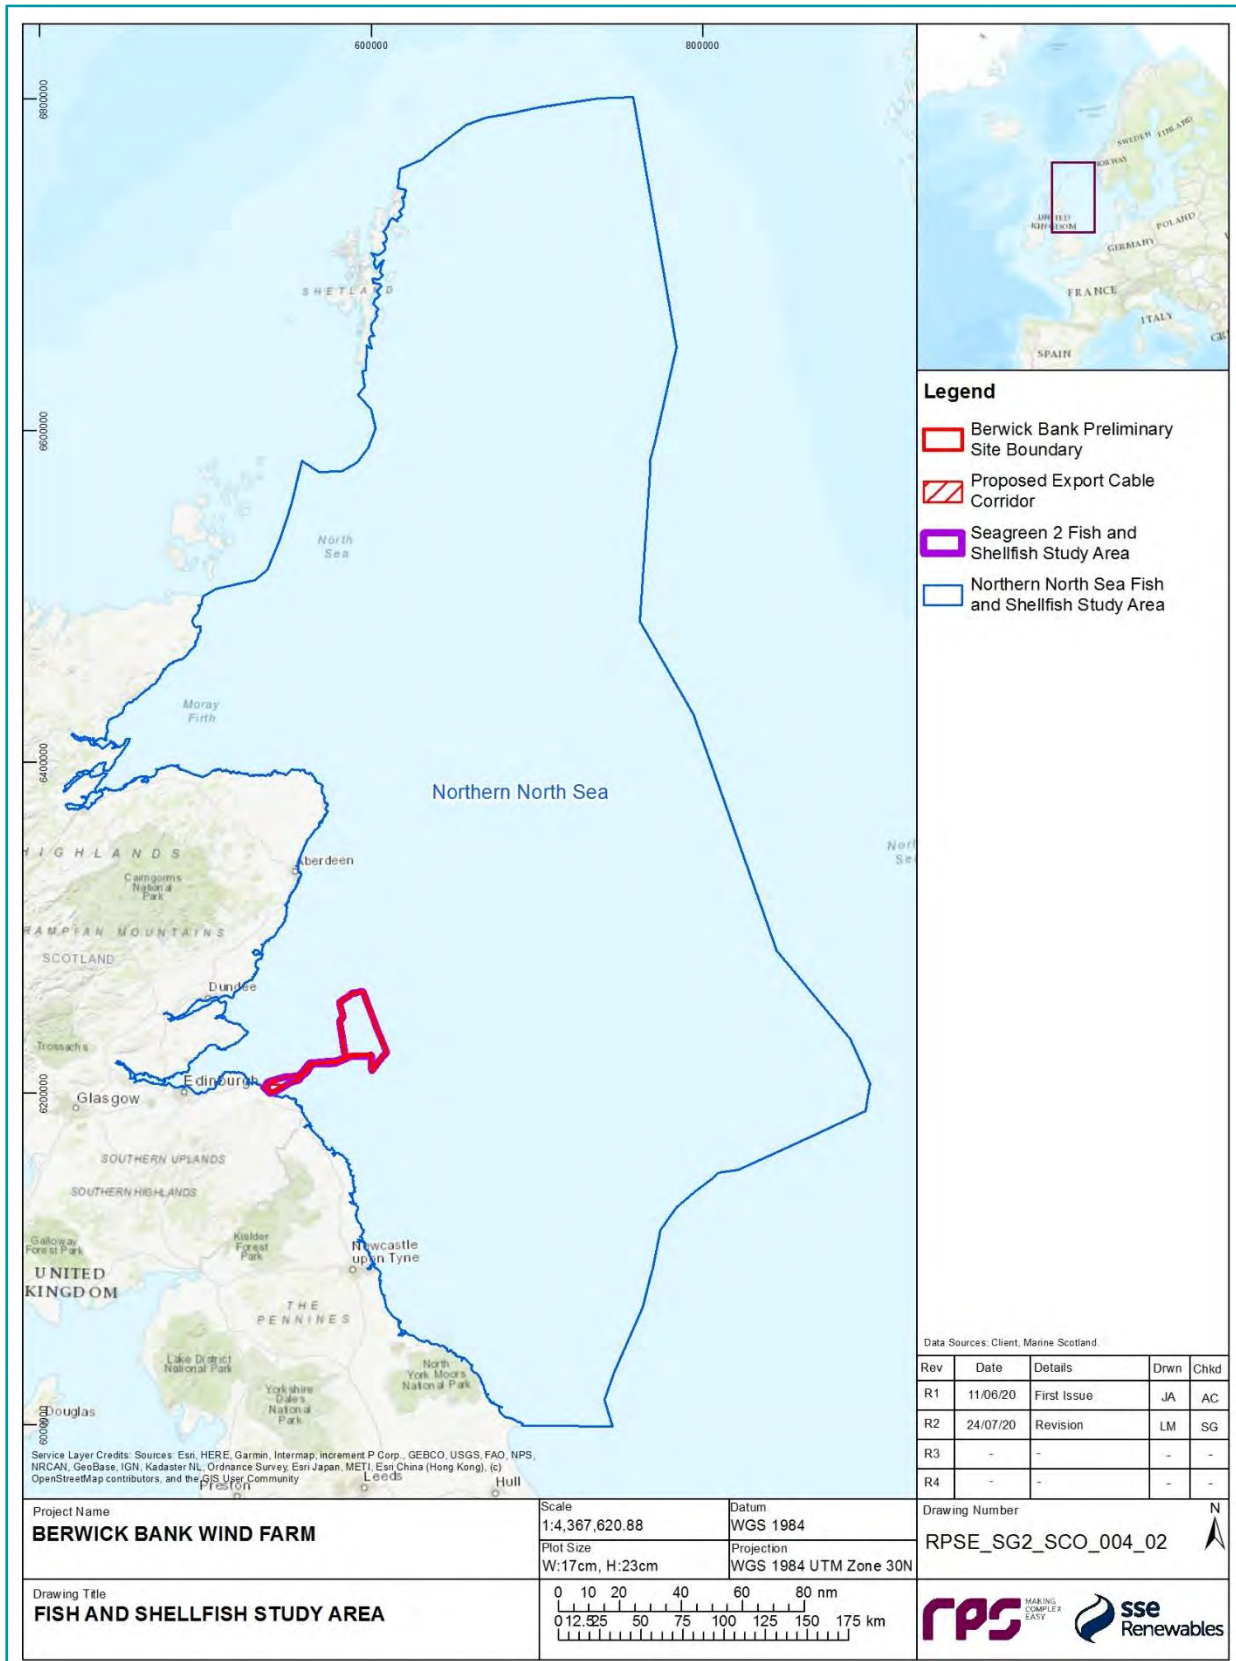 600000
800000
6800000
6600000
6400000
6200000
6000000
SHETLAND
North
Sea
Moray
Firth
Northern North Sea
HIGHLANDS
Aberdeen
Cairngorms
National
Park
RAMPIAN MOUNTAINS
SCOTLAND
Dundee
Trossachs
Edinburgh
Glasgow
SOUTHERN UPLANDS
SOUTHERN HIGHLANDS
Galloway
Forest Park
Kielder
Forest
Park
Newcastle
upon Tyne
UNITED
KINGDOM
THE
PENNINES
Lake District
National Park
North
York Moors
National Park
Yorkshire
Dales
National
Park
Douglas
Preston
Leeds
Hull
Service Layer Credits: Sources: Esri, HERE, Garmin, Intermap, increment P Corp., GEBCO, USGS, FAO, NPS,
NRCAN, GeoBase, IGN, Kadaster NL, Ordnance Survey, Esri Japan, METI, Esri China (Hong Kong), (c)
OpenStreetMap contributors, and the GIS User Community
SWEDEN
FINLAND
NORWAY
UNITED
KINGDOM
POLAND
GERMANY
FRANCE
ITALY
SPAIN
Legend
Berwick Bank Preliminary
Site Boundary
Proposed Export Cable
Corridor
Seagreen 2 Fish and
Shellfish Study Area
Northern North Sea Fish
and Shellfish Study Area
Data Sources: Client, Marine Scotland.
Rev Date Details Drwn Chkd
R1 11/06/20 First Issue JA AC
R2 24/07/20 Revision LM SG
R3 - - - -
R4 - - - -
Project Name
BERWICK BANK WIND FARM
Scale
1:4,367,620.88
Datum
WGS 1984
Plot Size
W:17cm, H:23cm
Projection
WGS 1984 UTM Zone 30N
Drawing Number
RPSE_SG2_SCO_004_02
N
Drawing Title
FISH AND SHELLFISH STUDY AREA
0 10 20 40 60 80 nm
0 12.5 25 50 75 100 125 150 175 km
rps MAKING
COMPLEX
EASY
sse
Renewables